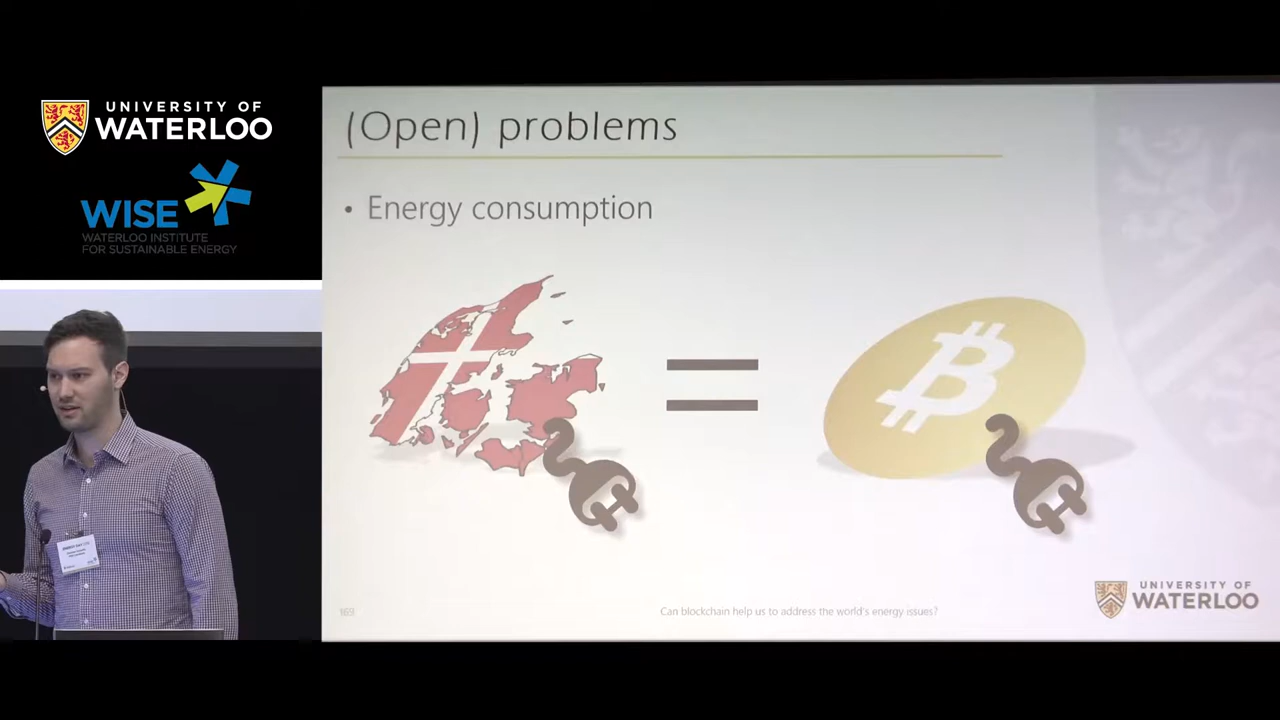 UNIVERSITY OF
WATERLOO
WISE
WATERLOO INSTITUTE
FOR SUSTAINABLE ENERGY
(Open) problems
• Energy consumption
169
Can blockchain help us to address the world's energy issues?
UNIVERSITY OF
WATERLOO